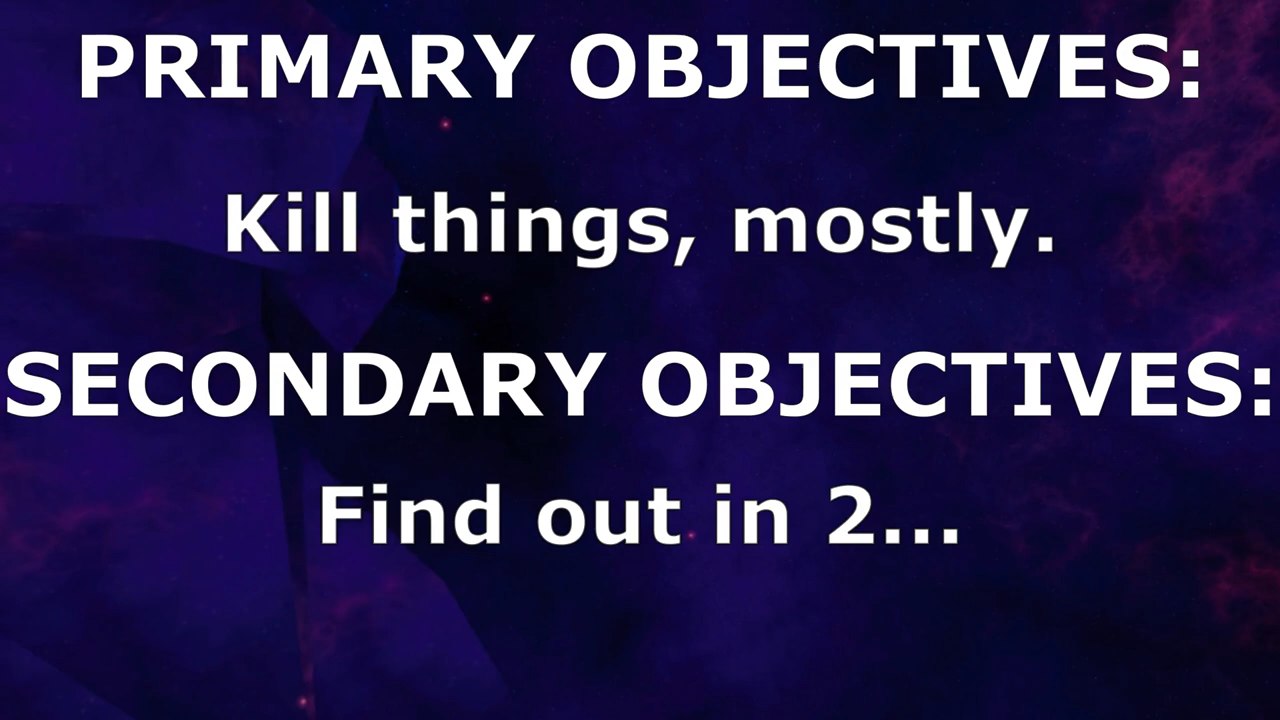 PRIMARY OBJECTIVES:
Kill things, mostly.
SECONDARY OBJECTIVES:
Find out in 2...